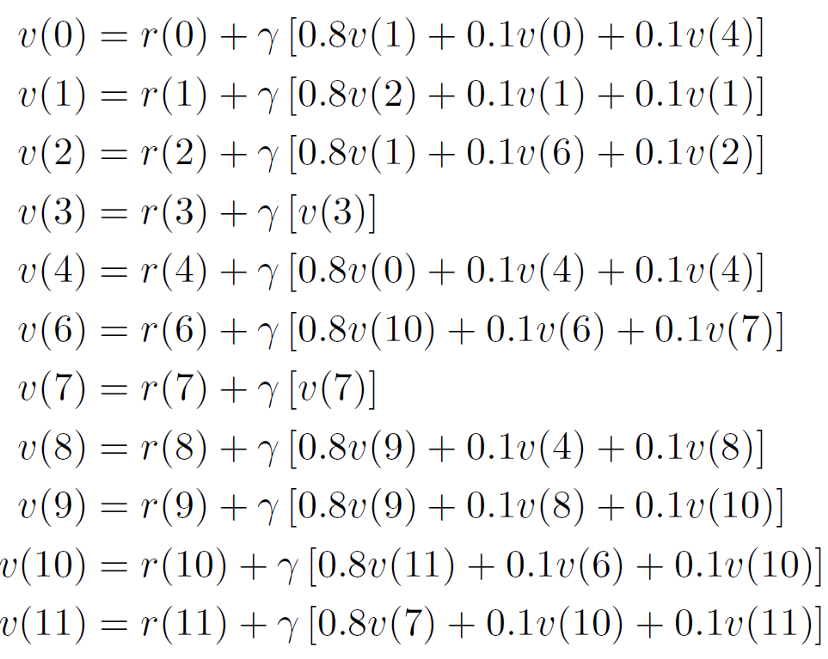 v(0) = r(0) + γ [0.8v(1) + 0.1v(0) + 0.1v(4)]
v(1) = r(1) + γ [0.8v(2) + 0.1v(1) + 0.1v(1)]
v(2) = r(2) + γ [0.8v(1) + 0.1v(6) + 0.1v(2)]
v(3) = r(3) + γ [v(3)]
v(4) = r(4) + γ [0.8v(0) + 0.1v(4) + 0.1v(4)]
v(6) = r(6) + γ [0.8v(10) + 0.1v(6) + 0.1v(7)]
v(7) = r(7) + γ [v(7)]
v(8) = r(8) + γ [0.8v(9) + 0.1v(4) + 0.1v(8)]
v(9) = r(9) + γ [0.8v(9) + 0.1v(8) + 0.1v(10)]
v(10) = r(10) + γ [0.8v(11) + 0.1v(6) + 0.1v(10)]
v(11) = r(11) + γ [0.8v(7) + 0.1v(10) + 0.1v(11)]